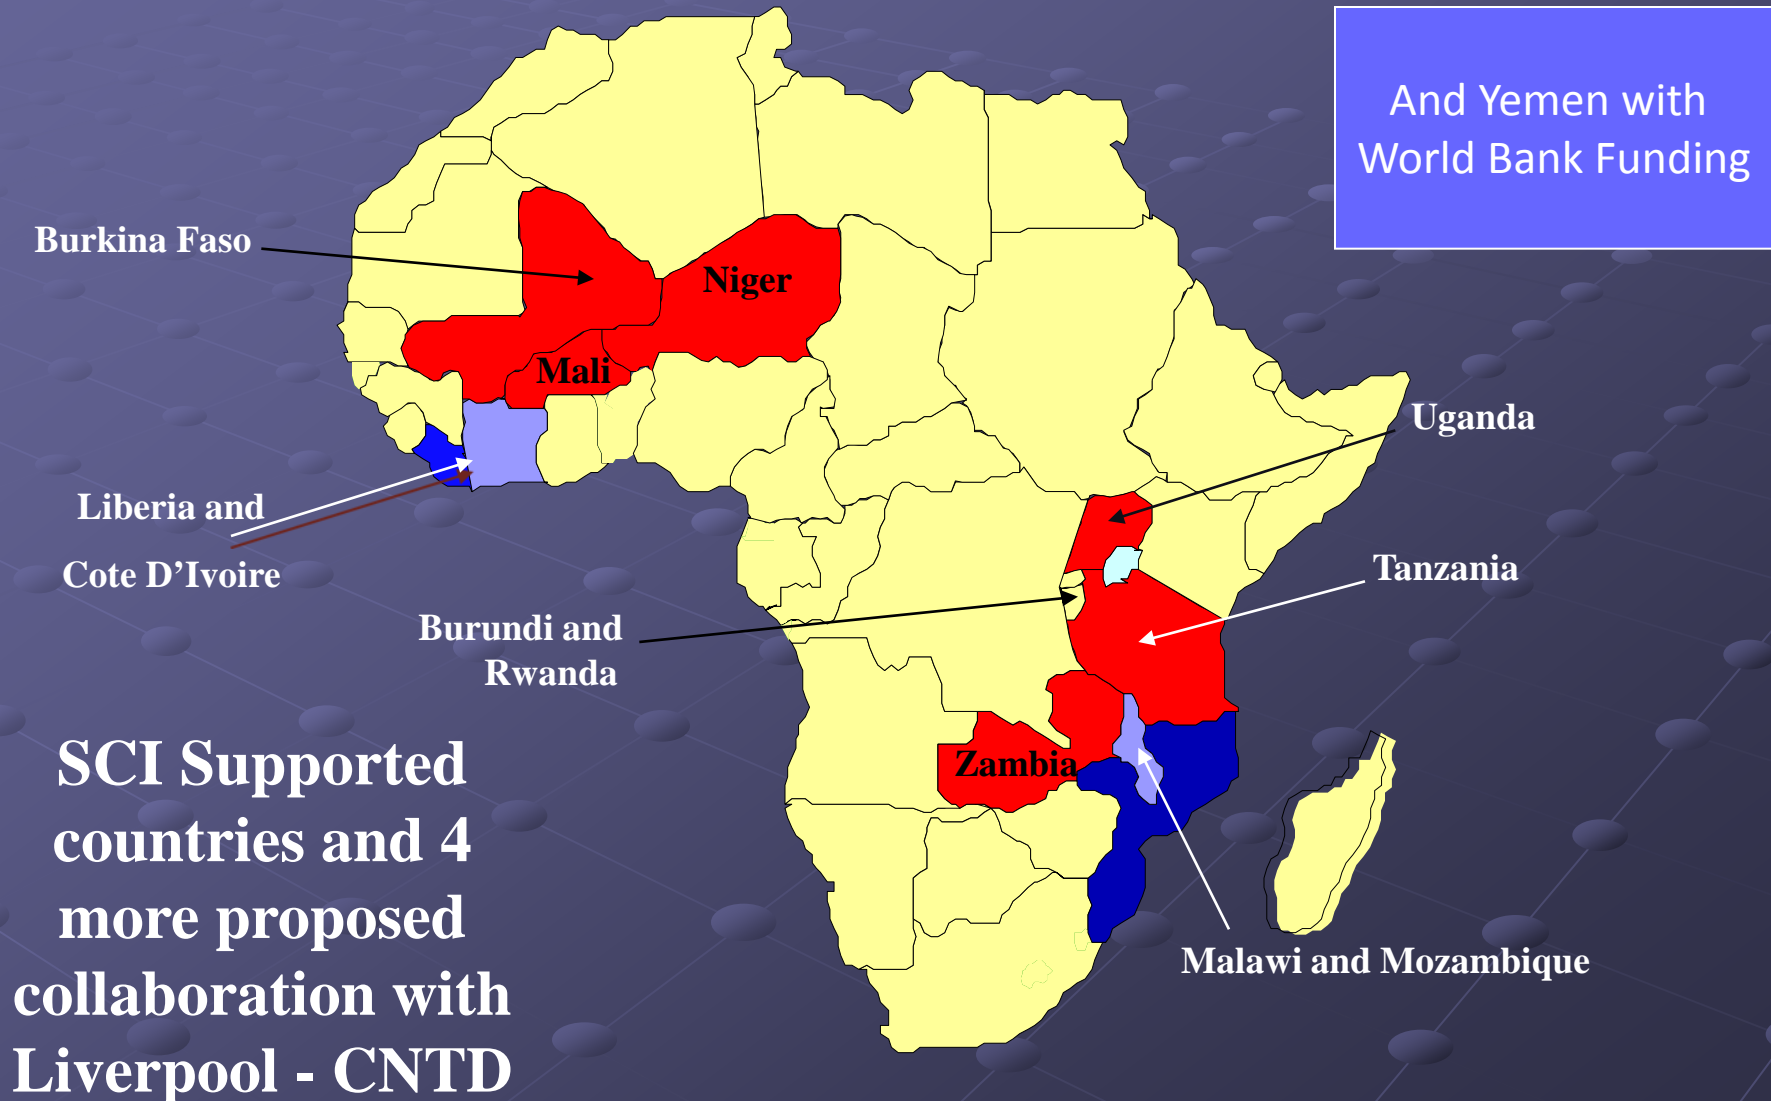 And Yemen with
World Bank Funding
Burkina Faso
Niger
Mali
Uganda
Liberia and
Cote D’Ivoire
Tanzania
Burundi and
Rwanda
Zambia
SCI Supported
countries and 4
more proposed
collaboration with
Liverpool - CNTD
Malawi and Mozambique